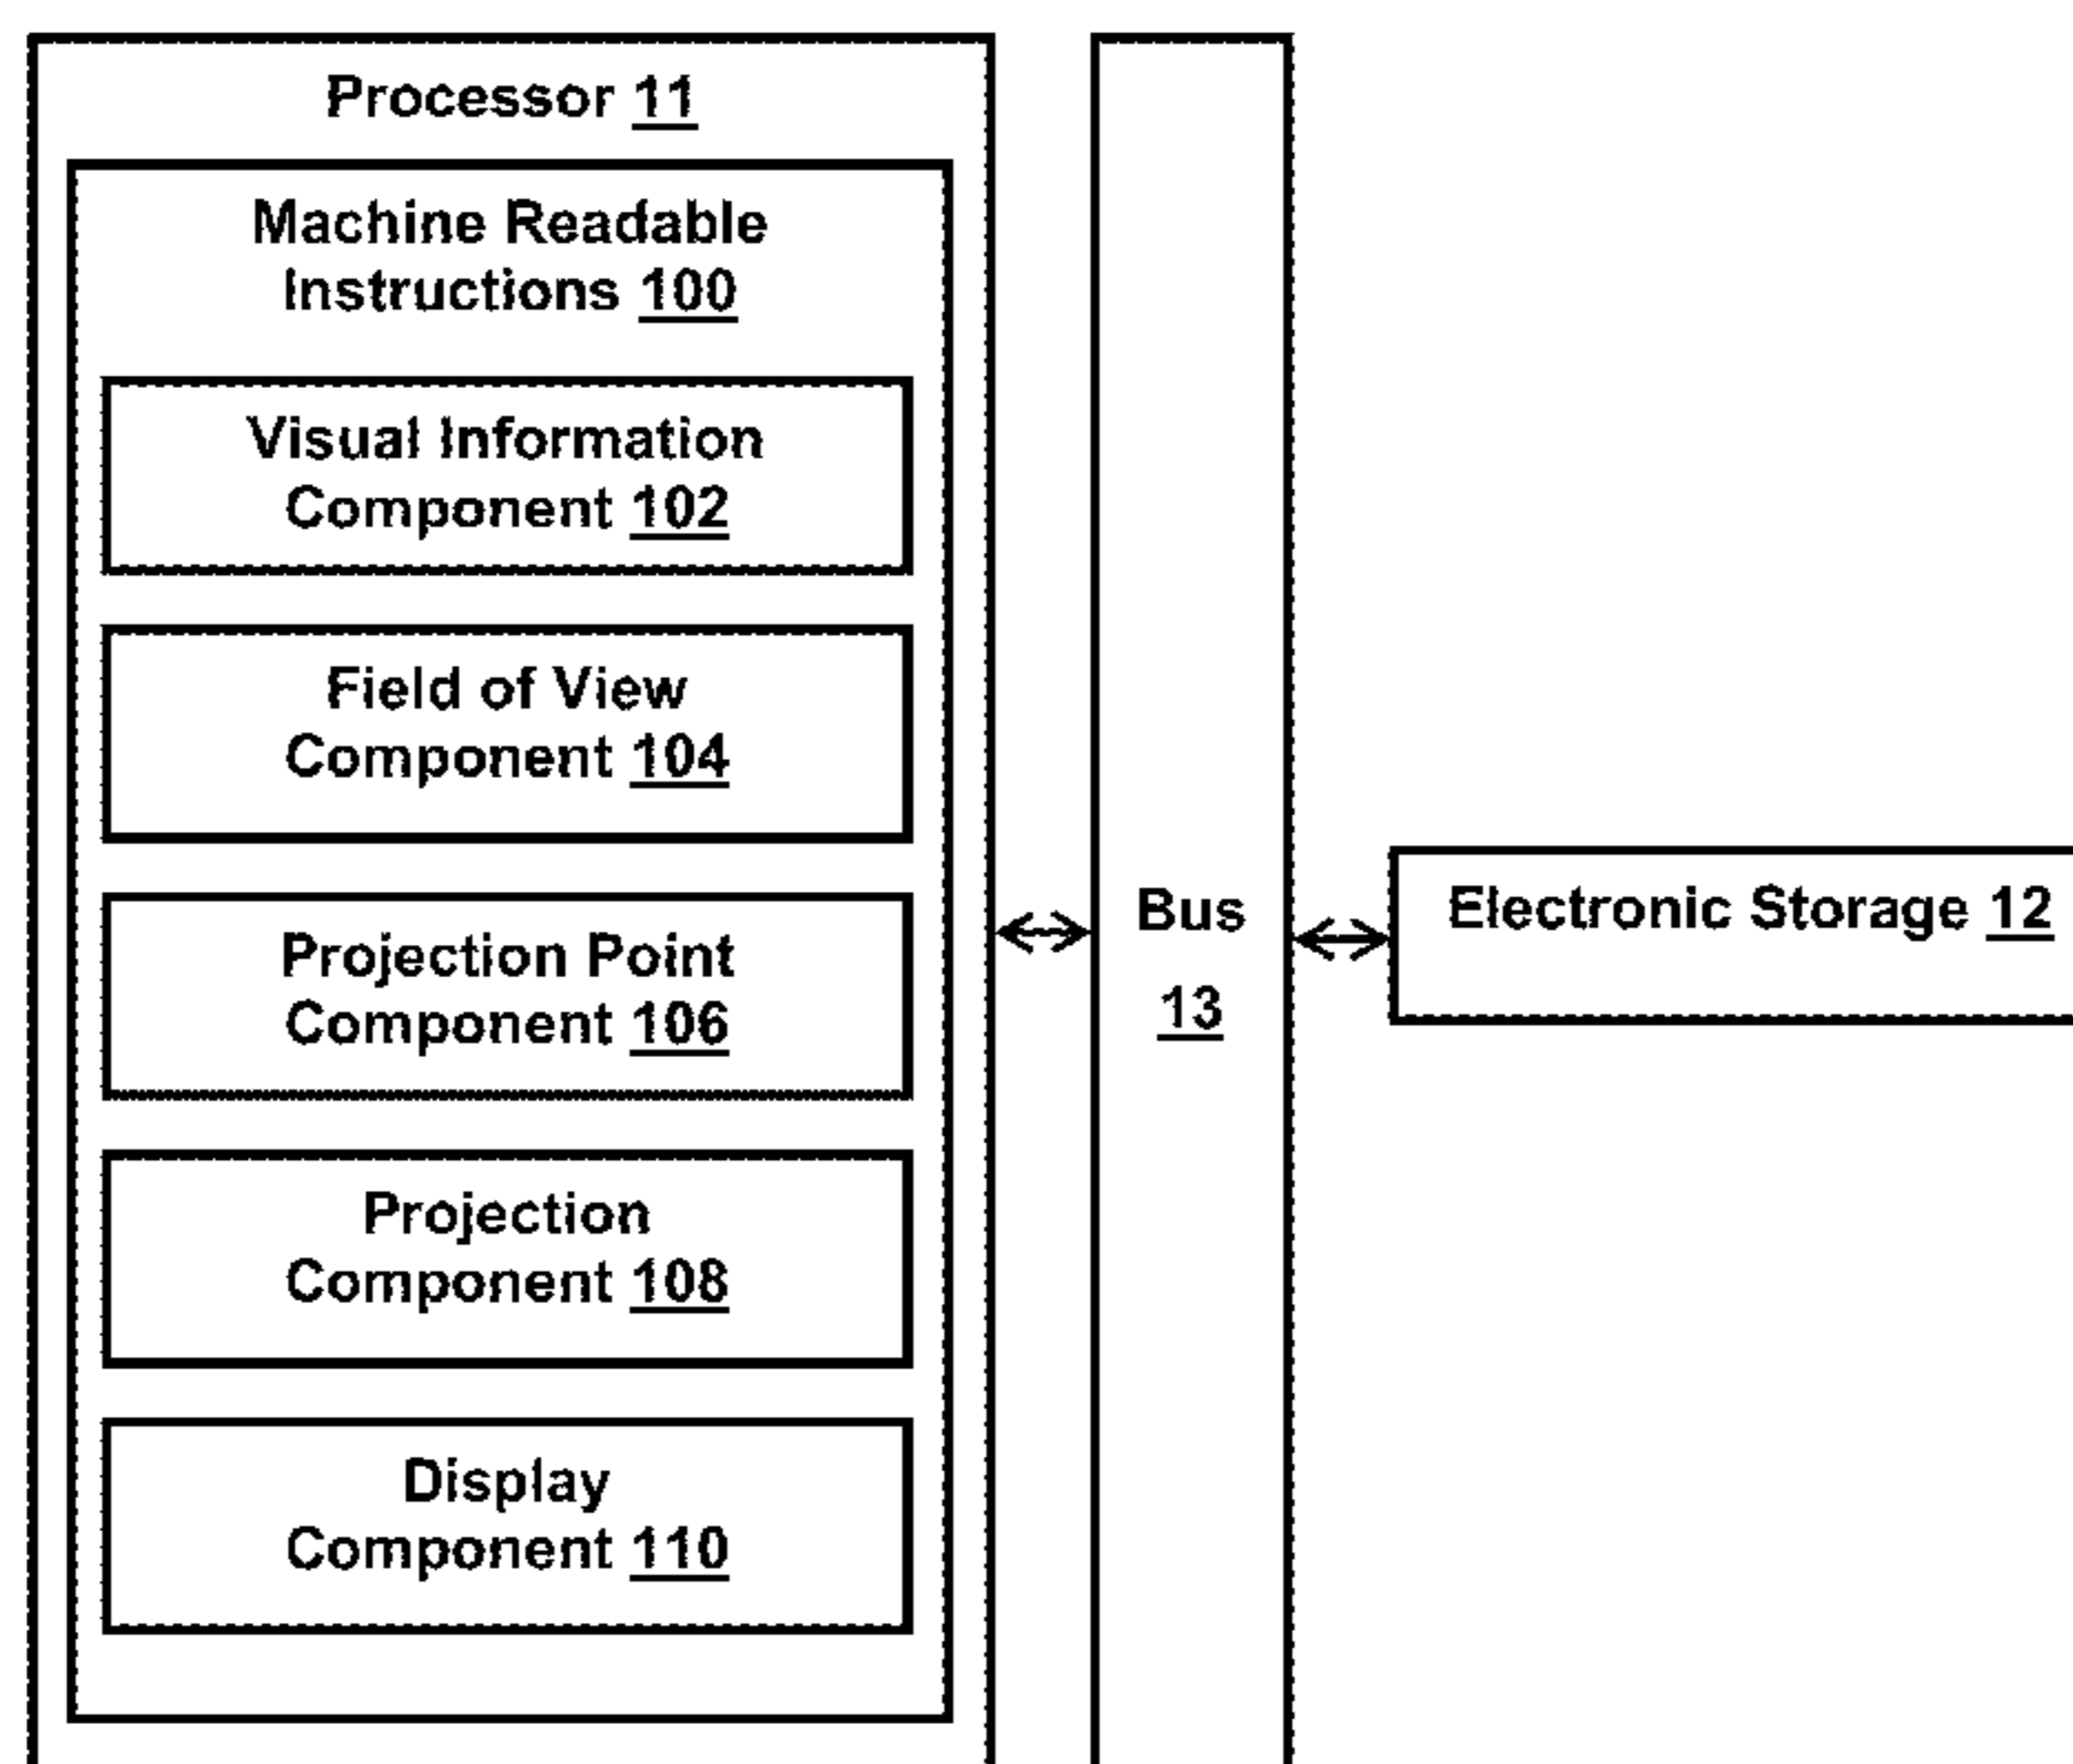 Processor 11
Machine Readable
Instructions 100
Visual Information
Component 102
Field of View
Component 104
Projection Point
Component 106
Projection
Component 108
Display
Component 110
Bus
13
Electronic Storage 12